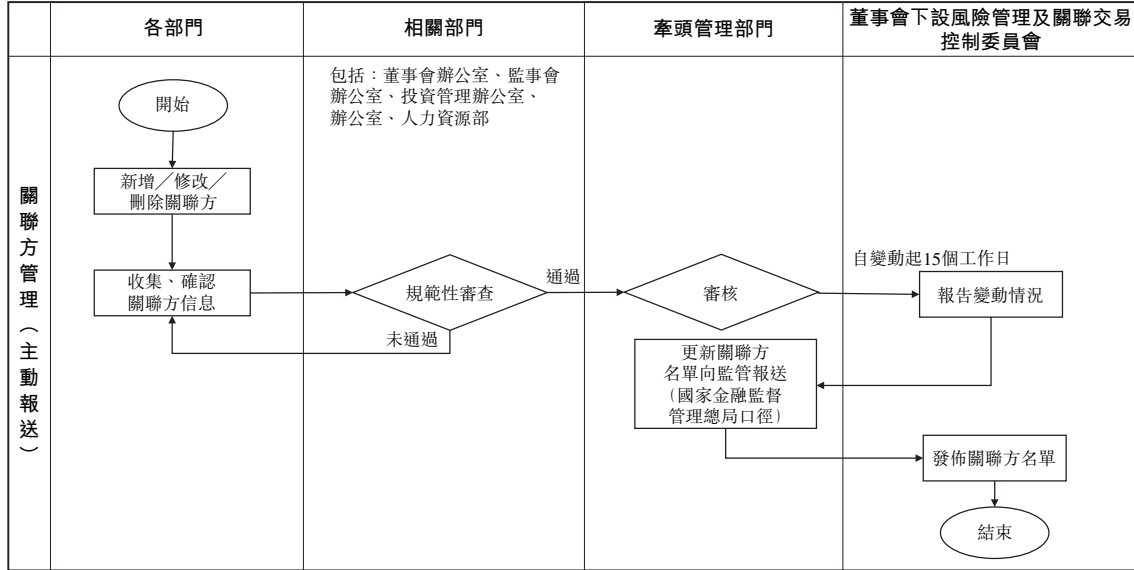 各部門
相關部門
牽頭管理部門
董事會下設風險管理及關聯交易
控制委員會
關聯方管理（主動報送）
包括：董事會辦公室、監事會
辦公室、投資管理辦公室、
辦公室、人力資源部
開始
新增／修改／
刪除關聯方
收集、確認
關聯方信息
規範性審查
通過
未通過
審核
自變動起15個工作日
報告變動情況
更新關聯方
名單向監管報送
（國家金融監督
管理總局口徑）
發佈關聯方名單
結束